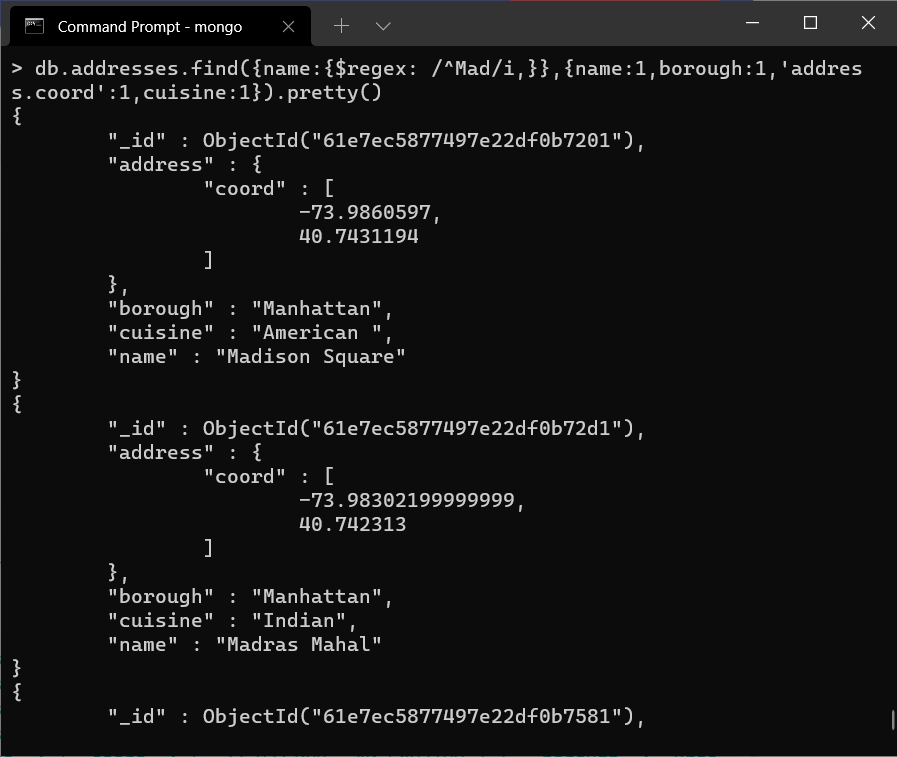 Command Prompt - mongo
> db.addresses.find({name:{$regex: /^Mad/i,}},{name:1,borough:1,'addres
s.coord':1,cuisine:1}).pretty()
{
        "_id" : ObjectId("61e7ec5877497e22df0b7201"),
        "address" : {
                "coord" : [
                        -73.9860597,
                        40.7431194
                ]
        },
        "borough" : "Manhattan",
        "cuisine" : "American ",
        "name" : "Madison Square"
}
{
        "_id" : ObjectId("61e7ec5877497e22df0b72d1"),
        "address" : {
                "coord" : [
                        -73.98302199999999,
                        40.742313
                ]
        },
        "borough" : "Manhattan",
        "cuisine" : "Indian",
        "name" : "Madras Mahal"
}
{
        "_id" : ObjectId("61e7ec5877497e22df0b7581"),